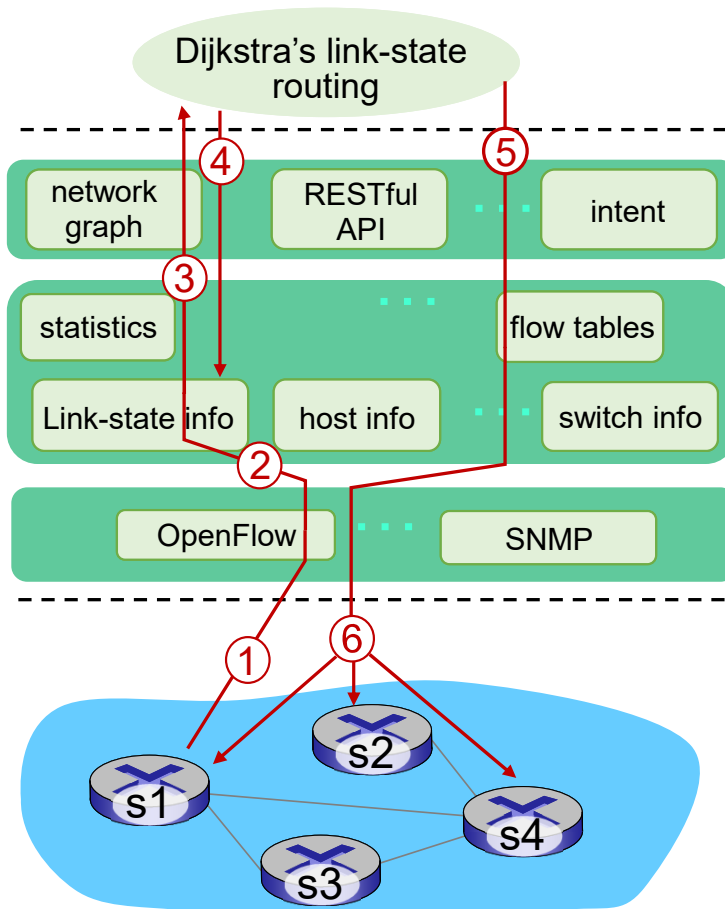 Dijkstra's link-state
routing
5
4
network
graph
RESTful
API
. . .
intent
3
statistics
. . .
flow tables
Link-state info
host info
. . .
switch info
2
OpenFlow
. . .
SNMP
1
6
s2
s1
s4
s3